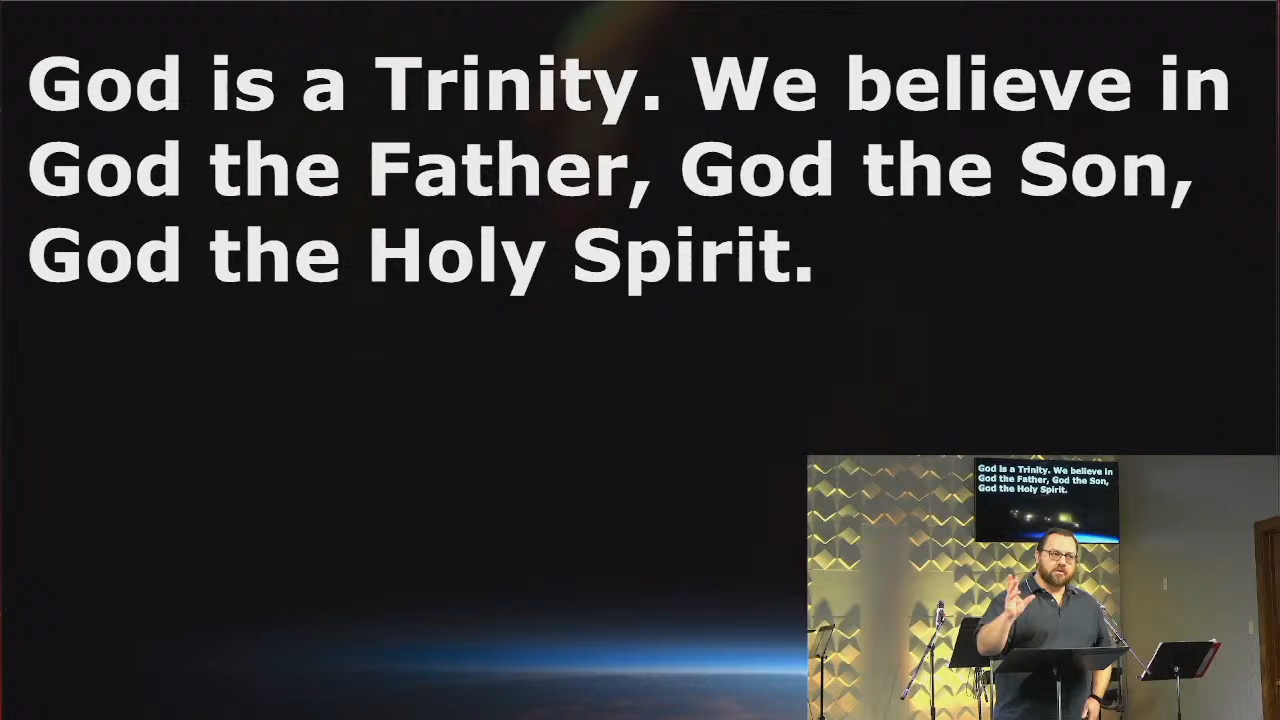 God is a Trinity. We believe in
God the Father, God the Son,
God the Holy Spirit.
God is a Trinity. We believe in
God the Father, God the Son,
God the Holy Spirit.